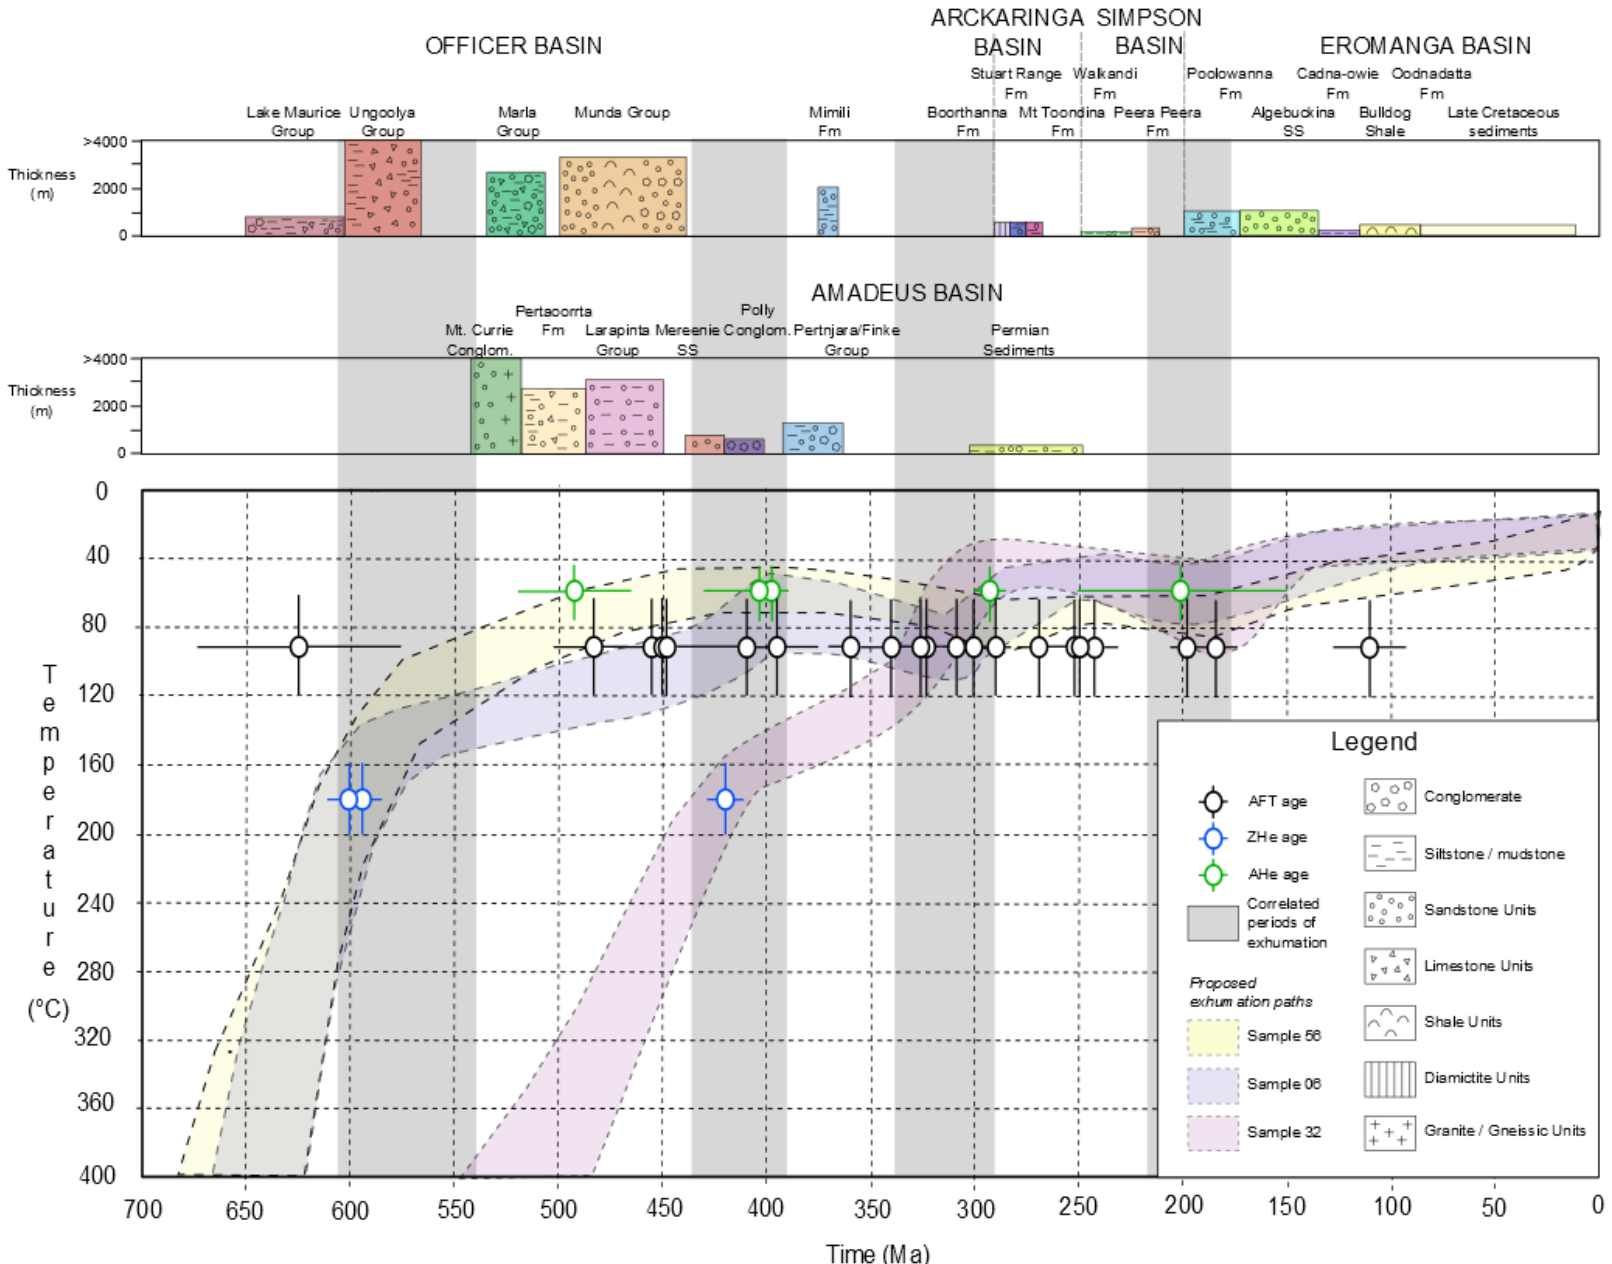 ARCKARINGA SIMPSON
OFFICER BASIN BASIN BASIN EROMANGA BASIN
Stuart Range Walkandi Poolowanna Cadna-owie Oodnadatta
Fm Fm Fm Fm Fm
Lake Maurice Ungoolya Marla Munda Group Mimili Boorthanna Mt Toondina Peera Peera Algebuckina Bulldog Late Cretaceous
Group Group Group Fm Fm Fm Fm SS Shale sediments
>4000
Thickness
(m)
2000
0
AMADEUS BASIN
Pertaoorrta Polly
Mt. Currie Fm Larapinta Mereenie Conglom. Pertnjara/Finke Permian
Conglom. Group SS Group Sediments
>4000
Thickness
(m)
2000
0
0
40
80
120
160
200
240
280
320
360
400
Temperature
(°C)
700 650 600 550 500 450 400 350 300 250 200 150 100 50 0
Time (Ma)
Legend
AFT age
ZHe age
AHe age
Correlated
periods of
exhumation
Proposed
exhumation paths
Sample 56
Sample 06
Sample 32
Conglomerate
Siltstone / mudstone
Sandstone Units
Limestone Units
Shale Units
Diamictite Units
Granite / Gneissic Units